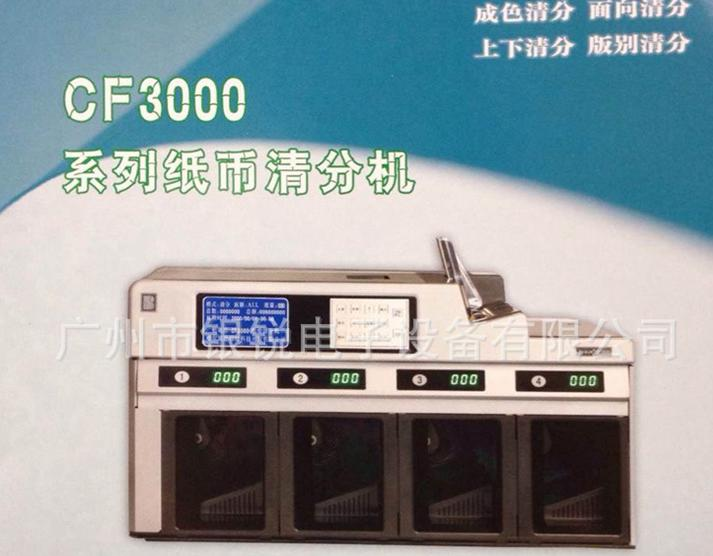 成色清分 面向清分
上下清分 版别清分
CF3000
系列纸币清分机
广州市银锐电子设备有限公司
1 000 2 000 3 000 4 000